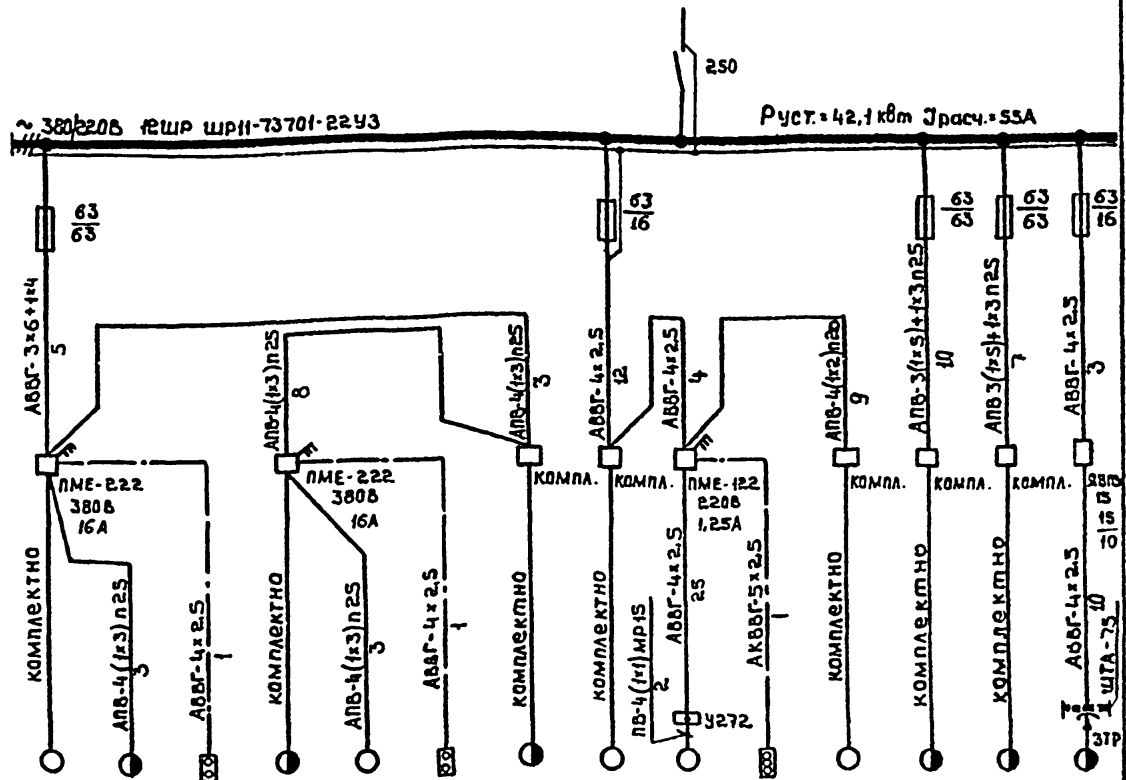 250
~ 380/220В 12ШР ШР11-73701-22У3
Руст.=42,1 кВт Iрасч.=55А
63
63
63
16
63
63
63
63
63
16
АВВГ-3×6+1×4
5
АПВ-4(1×3)п25
8
АПВ-4(1×3)п25
3
АВВГ-4×2,5
12
АВВГ-4×2,5
4
АПВ-4(1×2)п20
9
АПВ-3(1×5)+1×3п25
10
АПВ3(1×5)+1×3п25
7
АВВГ-4×2,5
3
ПМЕ-222
380В
16А
ПМЕ-222
380В
16А
КОМПЛ.
КОМПЛ.
ПМЕ-122
220В
1,25А
КОМПЛ.
КОМПЛ.
КОМПЛ.
13
15
10
КОМПЛЕКТНО
АПВ-4(1×3)п25
3
АВВГ-4×2,5
1
КОМПЛЕКТНО
АПВ-4(1×3)п25
3
АВВГ-4×2,5
1
КОМПЛЕКТНО
КОМПЛЕКТНО
ПВ-4(1×1)МР15
2
АВВГ-4×2,5
25
У272
АКВВГ-5×2,5
1
КОМПЛЕКТНО
КОМПЛЕКТНО
КОМПЛЕКТНО
АВВГ-4×2,5
10
ШТА-75
3ТР